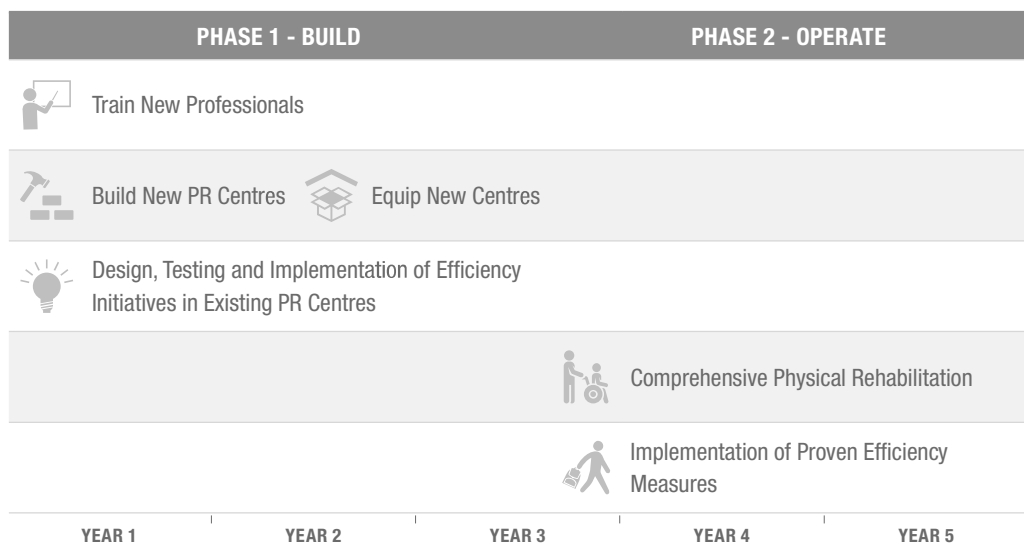 PHASE 1 - BUILD
PHASE 2 - OPERATE
Train New Professionals
Build New PR Centres
Equip New Centres
Design, Testing and Implementation of Efficiency
Initiatives in Existing PR Centres
Comprehensive Physical Rehabilitation
Implementation of Proven Efficiency
Measures
YEAR 1
YEAR 2
YEAR 3
YEAR 4
YEAR 5